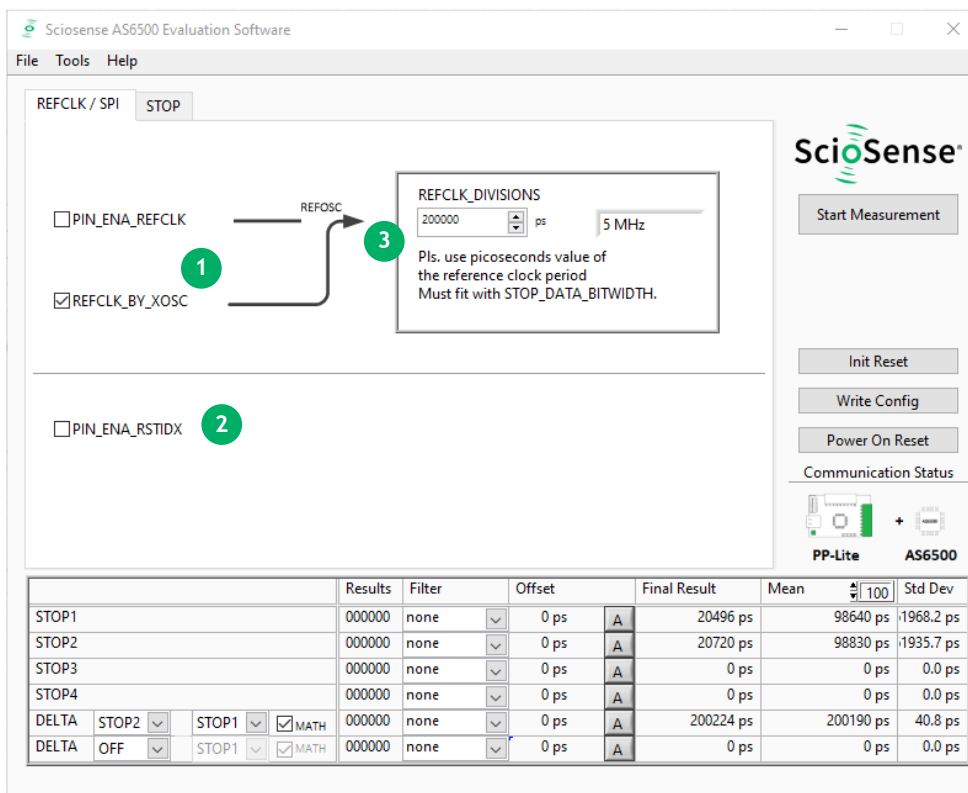 Sciosense AS6500 Evaluation Software
File Tools Help
REFCLK / SPI STOP
ScioSense
Start Measurement
PIN_ENA_REFCLK
REFOSC
REFCLK_DIVISIONS
200000 ps 5 MHz
3
Pls. use picoseconds value of
the reference clock period
Must fit with STOP_DATA_BITWIDTH.
1
REFCLK_BY_XOSC
Init Reset
Write Config
PIN_ENA_RSTIDX 2
Power On Reset
Communication Status
+
PP-Lite AS6500
Results Filter Offset Final Result Mean 100 Std Dev
STOP1 000000 none 0 ps A 20496 ps 98640 ps 1968.2 ps
STOP2 000000 none 0 ps A 20720 ps 98830 ps 1935.7 ps
STOP3 000000 none 0 ps A 0 ps 0 ps 0.0 ps
STOP4 000000 none 0 ps A 0 ps 0 ps 0.0 ps
DELTA STOP2 STOP1 MATH 000000 none 0 ps A 200224 ps 200190 ps 40.8 ps
DELTA OFF STOP1 MATH 000000 none 0 ps A 0 ps 0 ps 0.0 ps